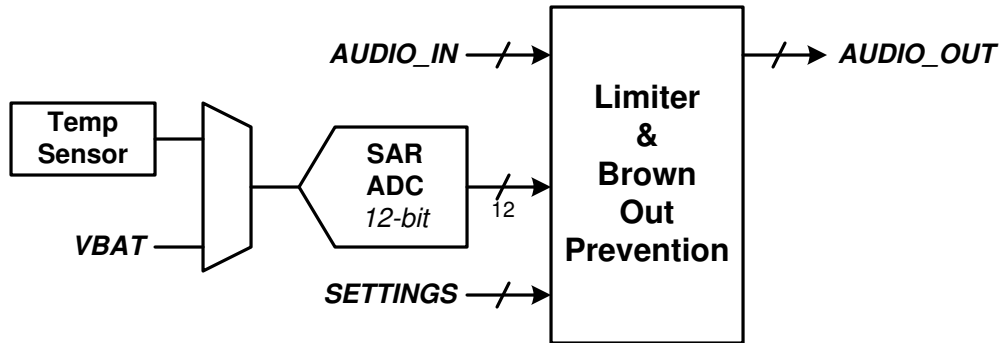 AUDIO_IN
AUDIO_OUT
Temp
Sensor
VBAT
SAR
ADC
12-bit
12
SETTINGS
Limiter
&
Brown
Out
Prevention